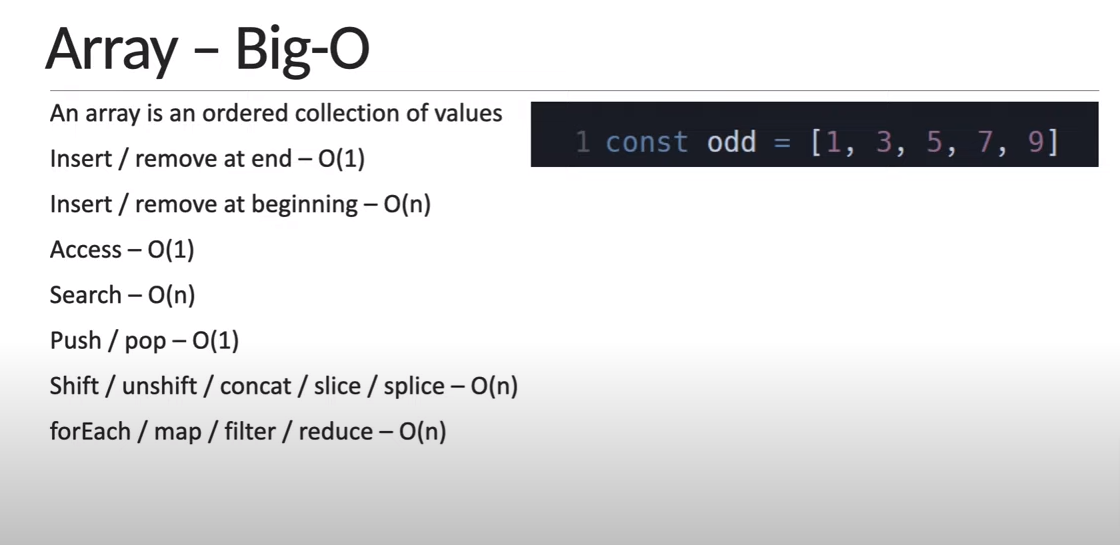 Array – Big-O
An array is an ordered collection of values
1 const odd = [1, 3, 5, 7, 9]
Insert / remove at end – O(1)
Insert / remove at beginning – O(n)
Access – O(1)
Search – O(n)
Push / pop – O(1)
Shift / unshift / concat / slice / splice – O(n)
forEach / map / filter / reduce – O(n)